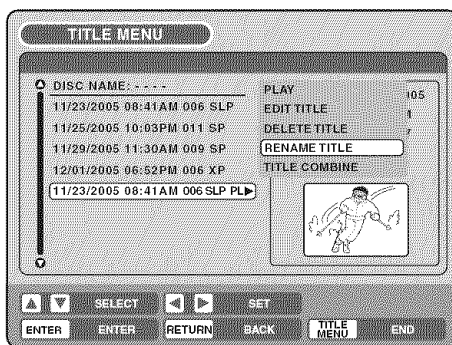 TITLE MENU
DISC NAME: - - - -
11/23/2005 08:41AM 006 SLP
11/25/2005 10:03PM 011 SP
11/29/2005 11:30AM 009 SP
12/01/2005 06:52PM 006 XP
11/23/2005 08:41AM 006 SLP PL
PLAY
EDIT TITLE
DELETE TITLE
RENAME TITLE
TITLE COMBINE
SELECT SET
ENTER ENTER RETURN BACK TITLE MENU END